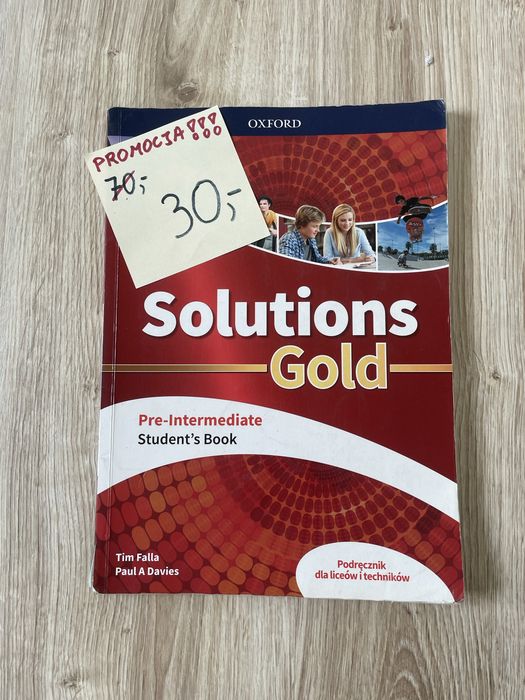 OXFORD
PROMOCJA!!!
70,-
30,-
Solutions
Gold
Pre-Intermediate
Student's Book
Tim Falla
Paul A Davies
Podręcznik
dla liceów i techników